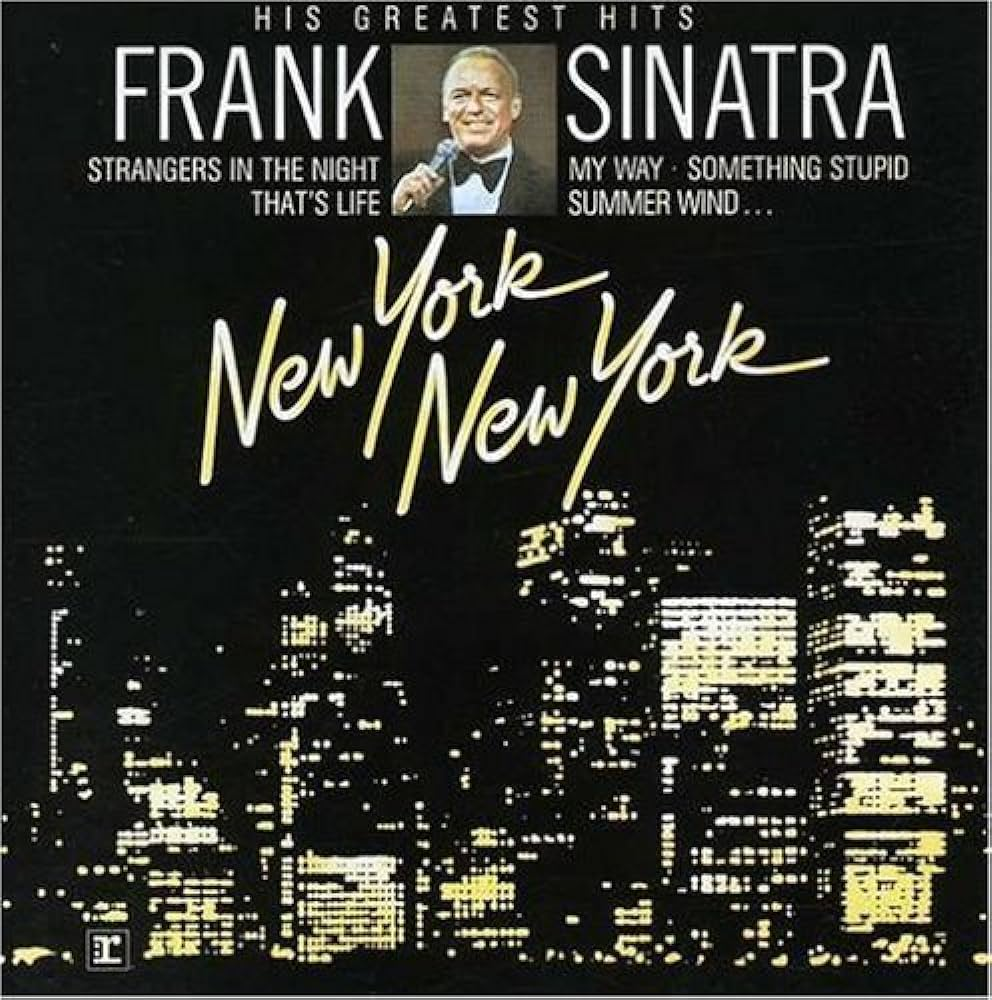 HIS GREATEST HITS
FRANK SINATRA
STRANGERS IN THE NIGHT
THAT'S LIFE
MY WAY · SOMETHING STUPID
SUMMER WIND...
New York
New York
r